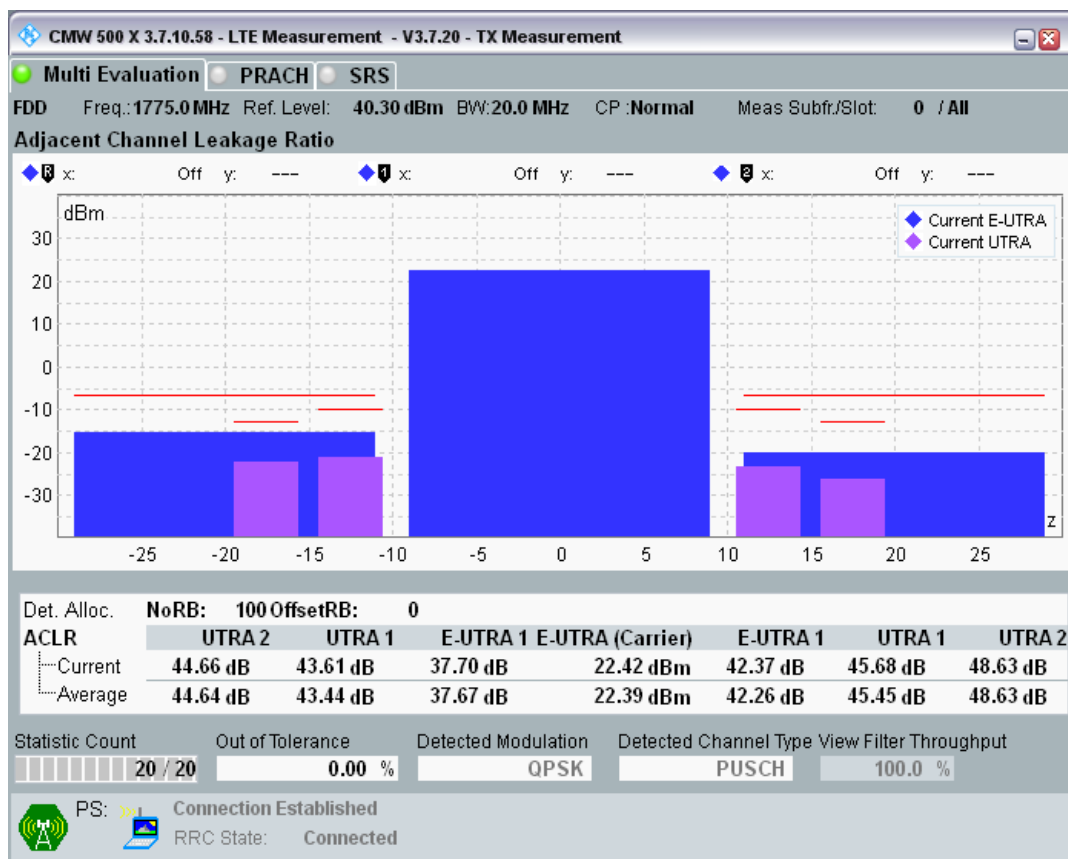 CMW 500 X 3.7.10.58 - LTE Measurement - V3.7.20 - TX Measurement
Multi Evaluation PRACH SRS
FDD Freq.: 1775.0 MHz Ref. Level: 40.30 dBm BW: 20.0 MHz CP : Normal Meas Subfr./Slot: 0 / All
Adjacent Channel Leakage Ratio
R x: Off y: --- 1 x: Off y: --- 2 x: Off y: ---
dBm
Current E-UTRA
Current UTRA
30
20
10
0
-10
-20
-30
z
-25 -20 -15 -10 -5 0 5 10 15 20 25
Det. Alloc. NoRB: 100 OffsetRB: 0
ACLR UTRA 2 UTRA 1 E-UTRA 1 E-UTRA (Carrier) E-UTRA 1 UTRA 1 UTRA 2
Current 44.66 dB 43.61 dB 37.70 dB 22.42 dBm 42.37 dB 45.68 dB 48.63 dB
Average 44.64 dB 43.44 dB 37.67 dB 22.39 dBm 42.26 dB 45.45 dB 48.63 dB
Statistic Count Out of Tolerance Detected Modulation Detected Channel Type View Filter Throughput
20 / 20 0.00 % QPSK PUSCH 100.0 %
PS: Connection Established
RRC State: Connected